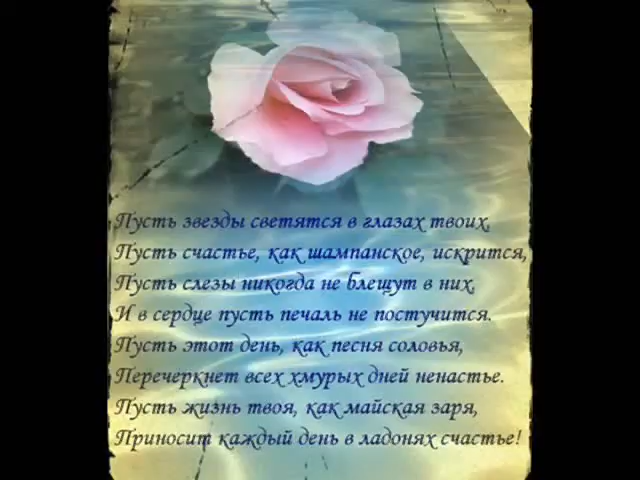 Пусть звезды светятся в глазах твоих,
Пусть счастье, как шампанское, искрится,
Пусть слезы никогда не блещут в них,
И в сердце пусть печаль не постучится.
Пусть этот день, как песня соловья,
Перечеркнет всех хмурых дней ненастье.
Пусть жизнь твоя, как майская заря,
Приносит каждый день в ладонях счастье!